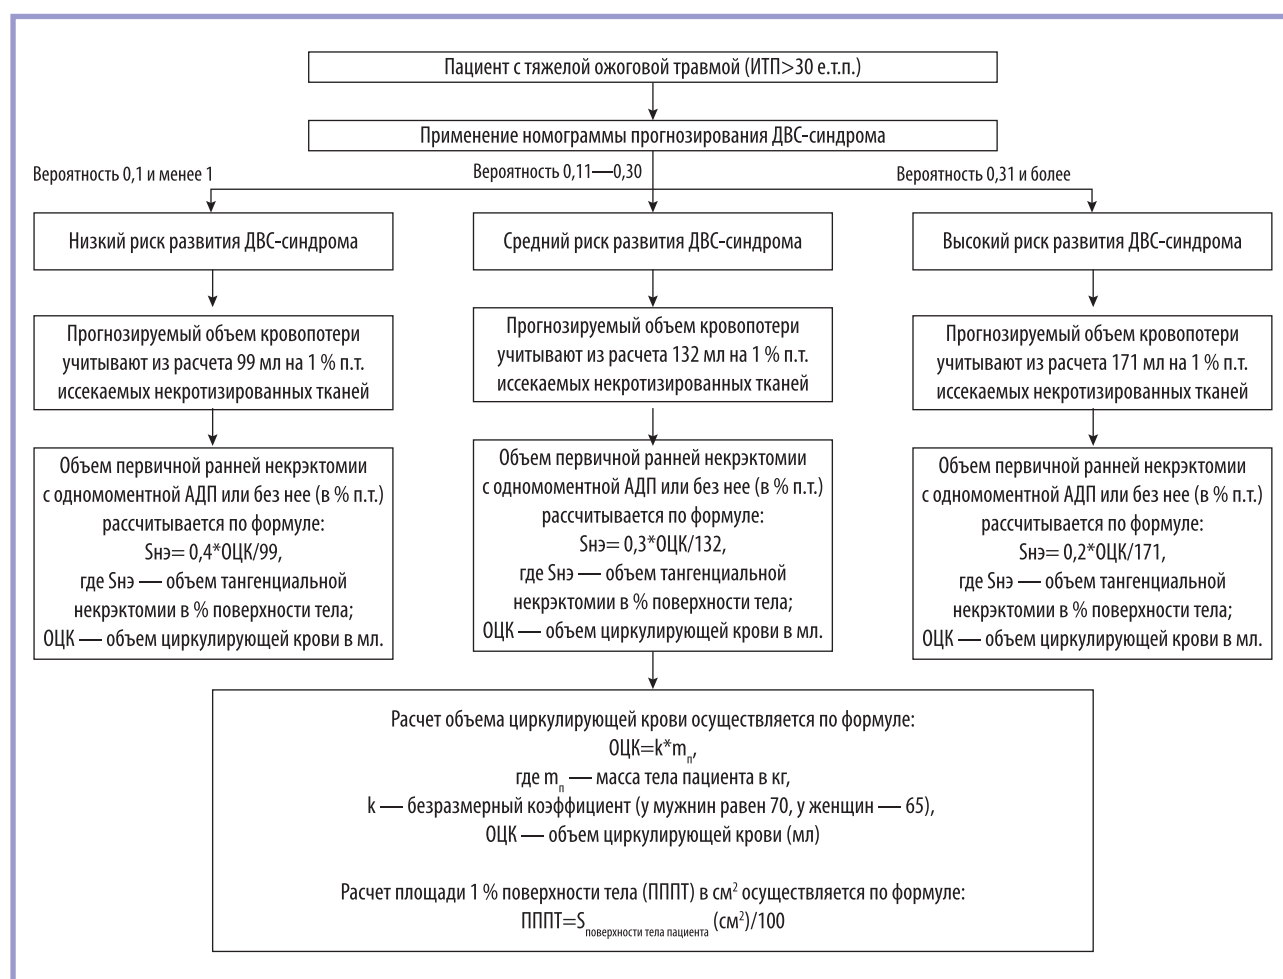 Пациент с тяжелой ожоговой травмой (ИТП>30 е.т.п.)
Применение номограммы прогнозирования ДВС-синдрома
Вероятность 0,1 и менее 1
Вероятность 0,11—0,30
Вероятность 0,31 и более
Низкий риск развития ДВС-синдрома
Средний риск развития ДВС-синдрома
Высокий риск развития ДВС-синдрома
Прогнозируемый объем кровопотери
учитывают из расчета 99 мл на 1 % п.т.
иссекаемых некротизированных тканей
Прогнозируемый объем кровопотери
учитывают из расчета 132 мл на 1 % п.т.
иссекаемых некротизированных тканей
Прогнозируемый объем кровопотери
учитывают из расчета 171 мл на 1 % п.т.
иссекаемых некротизированных тканей
Объем первичной ранней некрэктомии
с одномоментной АДП или без нее (в % п.т.)
рассчитывается по формуле:
Sнэ= 0,4*ОЦК/99,
где Sнэ — объем тангенциальной
некрэктомии в % поверхности тела;
ОЦК — объем циркулирующей крови в мл.
Объем первичной ранней некрэктомии
с одномоментной АДП или без нее (в % п.т.)
рассчитывается по формуле:
Sнэ= 0,3*ОЦК/132,
где Sнэ — объем тангенциальной
некрэктомии в % поверхности тела;
ОЦК — объем циркулирующей крови в мл.
Объем первичной ранней некрэктомии
с одномоментной АДП или без нее (в % п.т.)
рассчитывается по формуле:
Sнэ= 0,2*ОЦК/171,
где Sнэ — объем тангенциальной
некрэктомии в % поверхности тела;
ОЦК — объем циркулирующей крови в мл.
Расчет объема циркулирующей крови осуществляется по формуле:
ОЦК=k*mп,
где mп — масса тела пациента в кг,
k — безразмерный коэффициент (у мужнин равен 70, у женщин — 65),
ОЦК — объем циркулирующей крови (мл)
Расчет площади 1 % поверхности тела (ПППТ) в см² осуществляется по формуле:
ПППТ=Sповерхности тела пациента (см²)/100